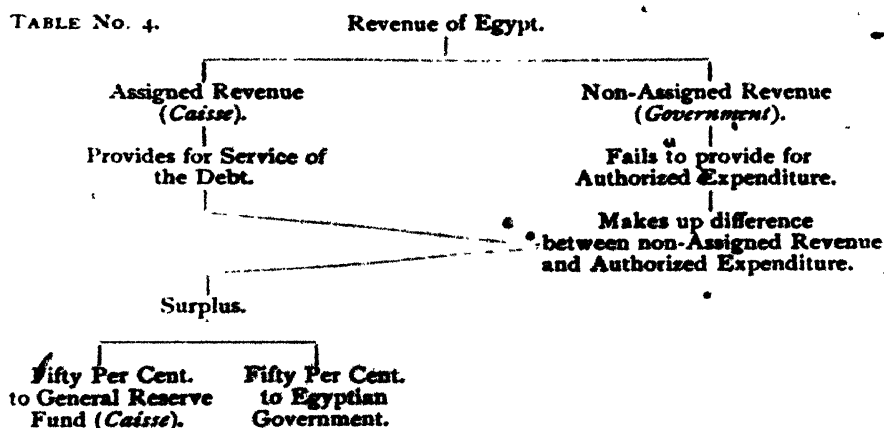 TABLE No. 4.
Revenue of Egypt.
Assigned Revenue
(Caisse).
Non-Assigned Revenue
(Government).
Provides for Service of
the Debt.
Fails to provide for
Authorized Expenditure.
Makes up difference
between non-Assigned Revenue
and Authorized Expenditure.
Surplus.
Fifty Per Cent.
to General Reserve
Fund (Caisse).
Fifty Per Cent.
to Egyptian
Government.